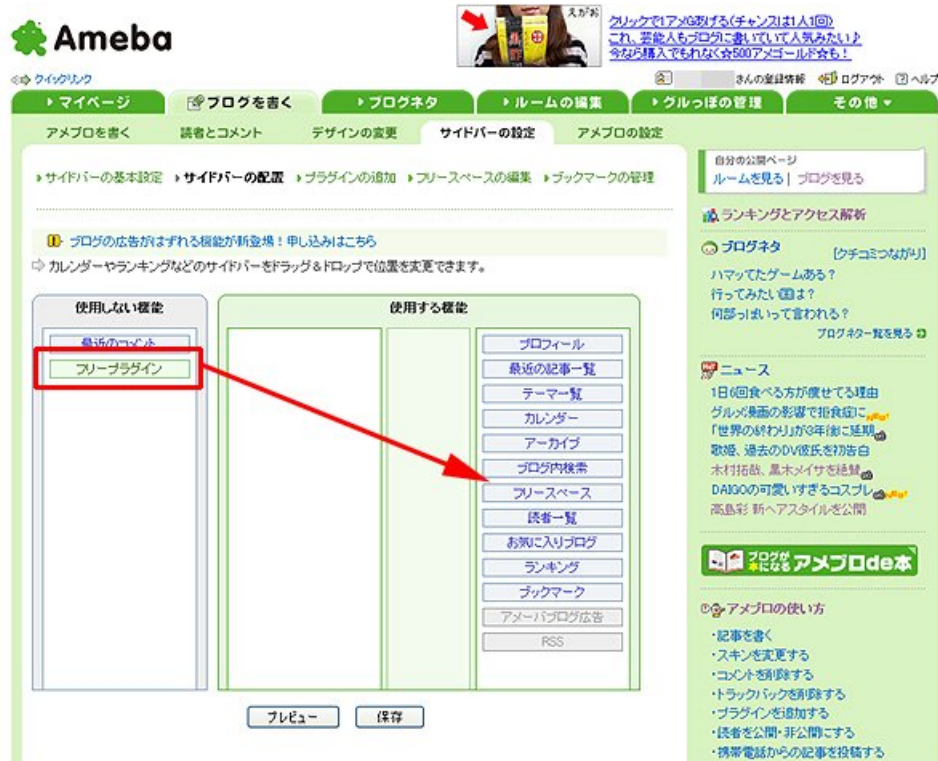 Ameba
えがお
クリックで1アメG稼げる(チャンスは1人1回)
これ、芸能人もブログに書いていて人気みたい♪
今なら購入でもれなく☆500アメゴールド☆も!
クイックリンク
さんの登録情報 ログアウト ヘルプ
マイページ ブログを書く ブログネタ ルームの編集 グルっぽの管理 その他
アメブロを書く 読者とコメント デザインの変更 サイドバーの設定 アメブロの設定
サイドバーの基本設定 サイドバーの配置 プラグインの追加 フリースペースの編集 ブックマークの管理
ブログの広告がはずれる機能が新登場!申し込みはこちら
カレンダーやランキングなどのサイドバーをドラッグ&ドロップで位置を変更できます。
使用しない機能
最近のコメント
フリープラグイン
使用する機能
プロフィール
最近の記事一覧
テーマ一覧
カレンダー
アーカイブ
ブログ内検索
フリースペース
読者一覧
お気に入りブログ
ランキング
ブックマーク
アメーバブログ広告
RSS
プレビュー 保存
自分の公開ページ
ルームを見る | ブログを見る
ランキングとアクセス解析
ブログネタ [クチコミつながり]
ハマッてたゲームある?
行ってみたい国は?
何部っぽいって言われる?
ブログネタ一覧を見る
ニュース
1日6回食べる方が痩せてる理由
グルメ漫画の影響で拒食症に
「世界の終わり」が3年後に延期
歌姫、過去のDV彼氏を初告白
木村拓哉、黒木メイサを絶賛
DAIGOの可愛いすぎるコスプレ
高島彩 新ヘアスタイルを公開
ブログが本になる アメブロde本
アメブロの使い方
・記事を書く
・スキンを変更する
・コメントを削除する
・トラックバックを削除する
・プラグインを追加する
・読者を公開・非公開にする
・携帯電話からの記事を投稿する